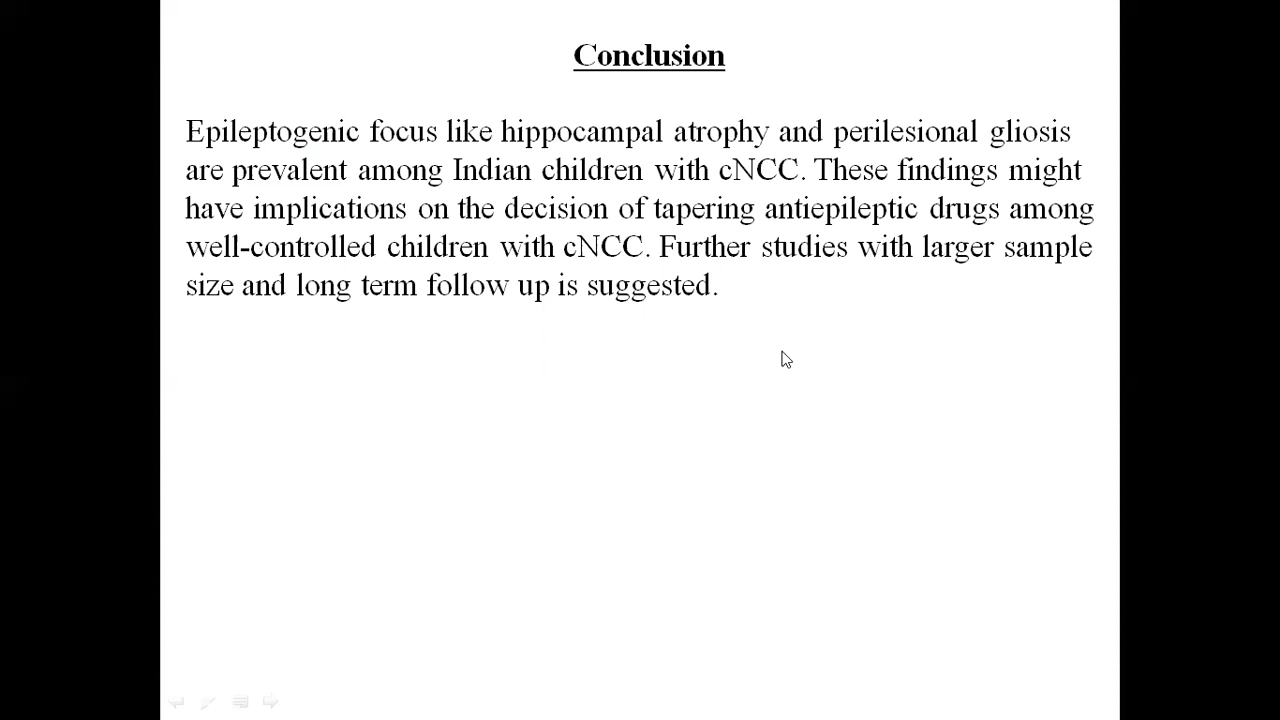 Conclusion
Epileptogenic focus like hippocampal atrophy and perilesional gliosis
are prevalent among Indian children with cNCC. These findings might
have implications on the decision of tapering antiepileptic drugs among
well-controlled children with cNCC. Further studies with larger sample
size and long term follow up is suggested.